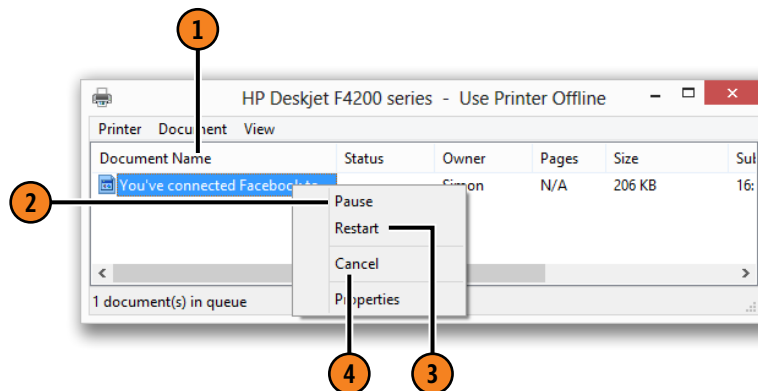 1
HP Deskjet F4200 series - Use Printer Offline
Printer Document View
Document Name Status Owner Pages Size Sul
You've connected Facebook to... Simon N/A 206 KB 16:
2
Pause
Restart
Cancel
Properties
1 document(s) in queue
4 3